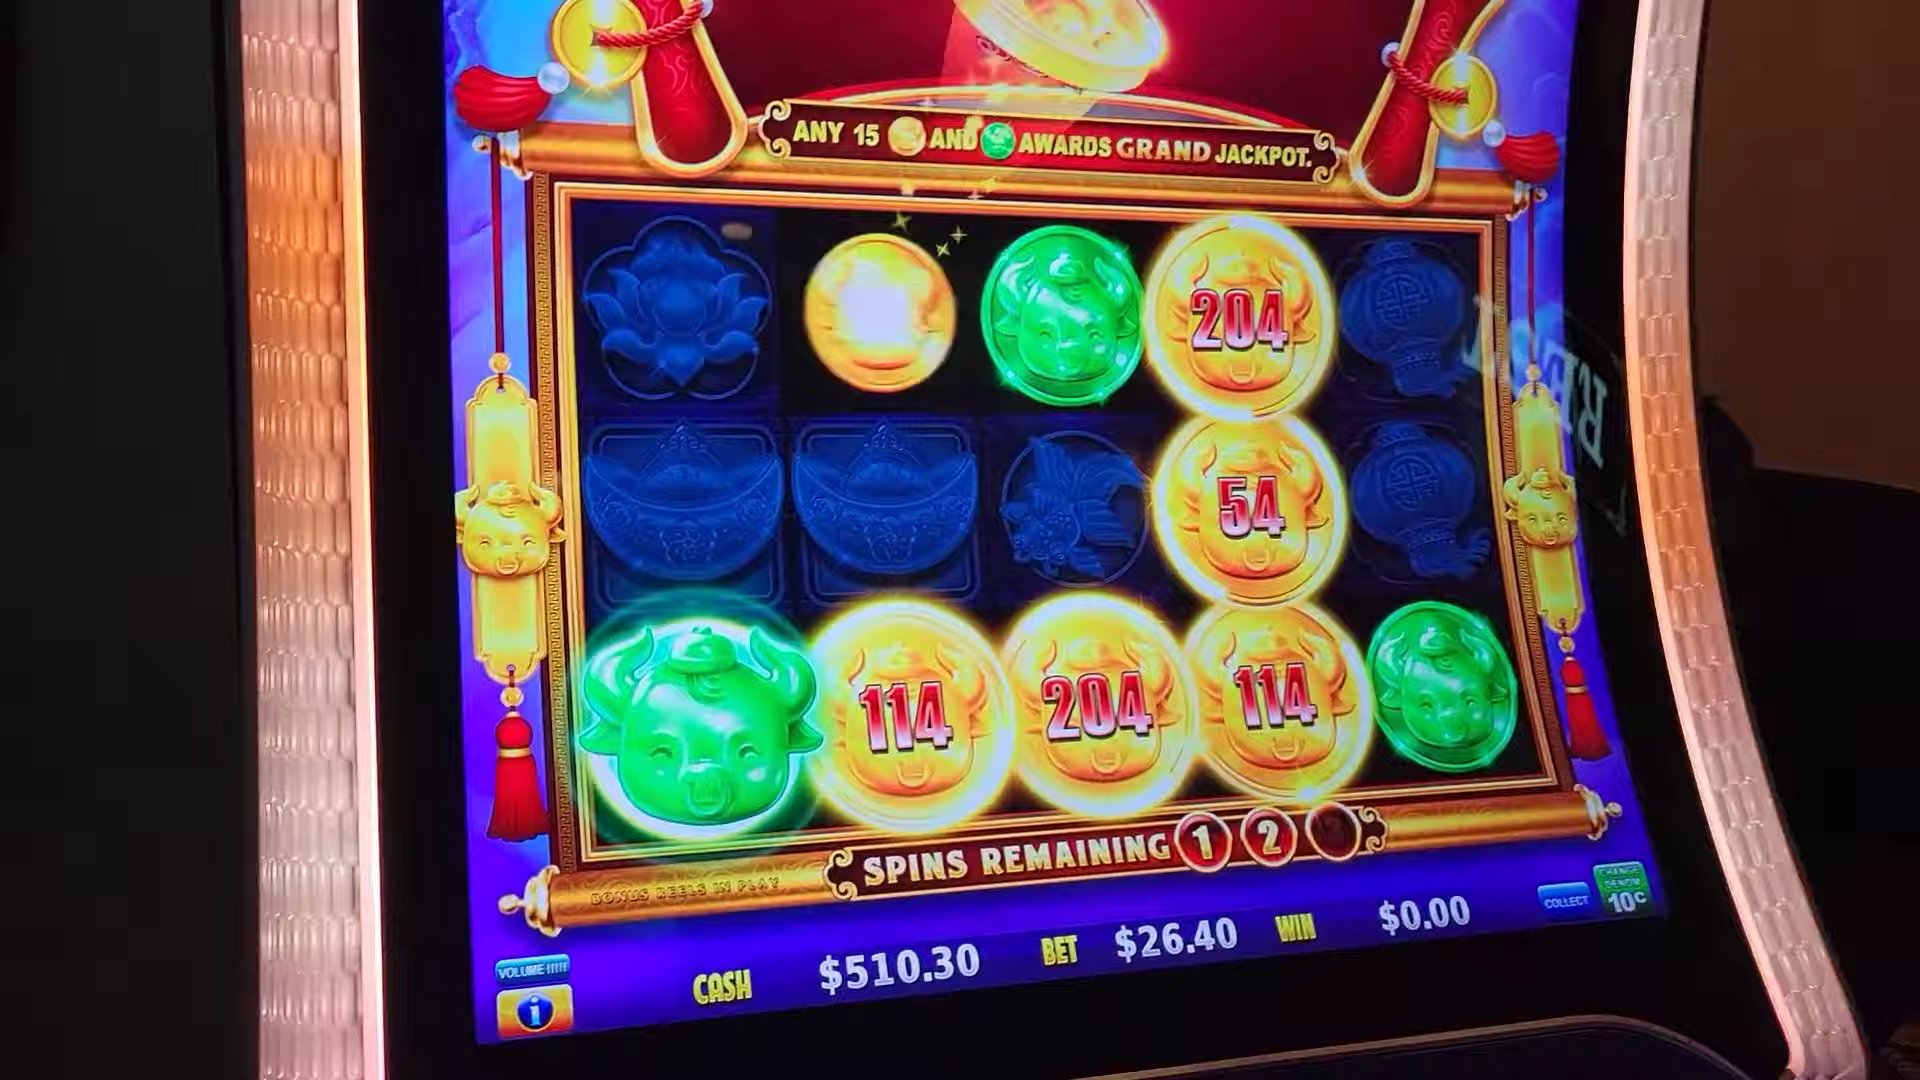 ANY 15 AND AWARDS GRAND JACKPOT.
204
54
114 204 114
SPINS REMAINING 1 2
BONUS REELS IN PLAY
CHANGE DENOM 10¢
COLLECT
VOLUME
CASH $510.30 BET $26.40 WIN $0.00
i